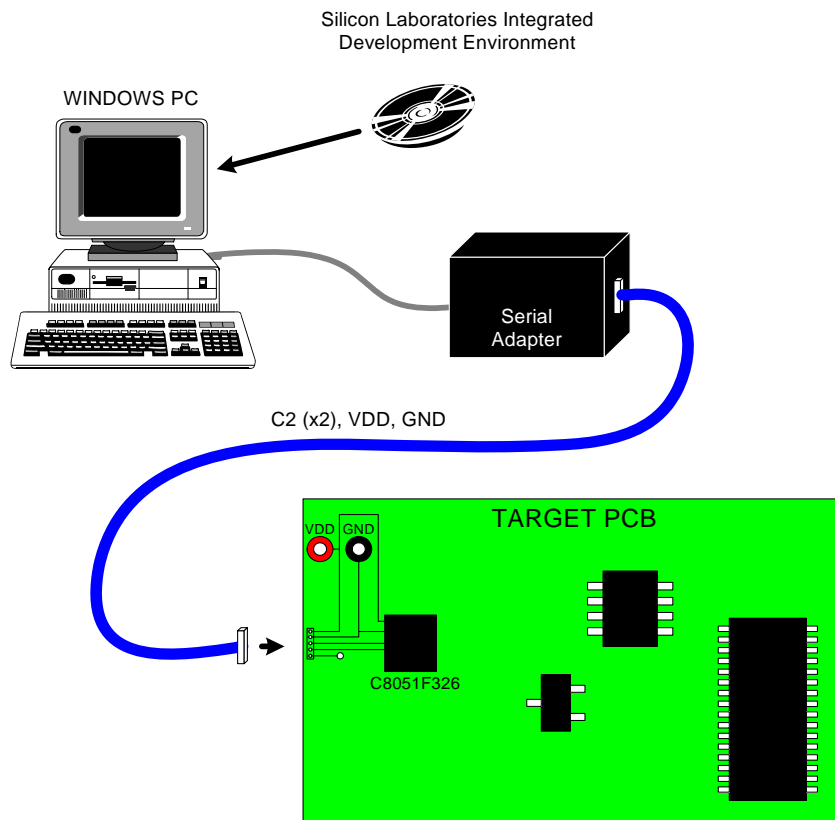 Silicon Laboratories Integrated
Development Environment
WINDOWS PC
Serial
Adapter
C2 (x2), VDD, GND
TARGET PCB
VDD GND
C8051F326